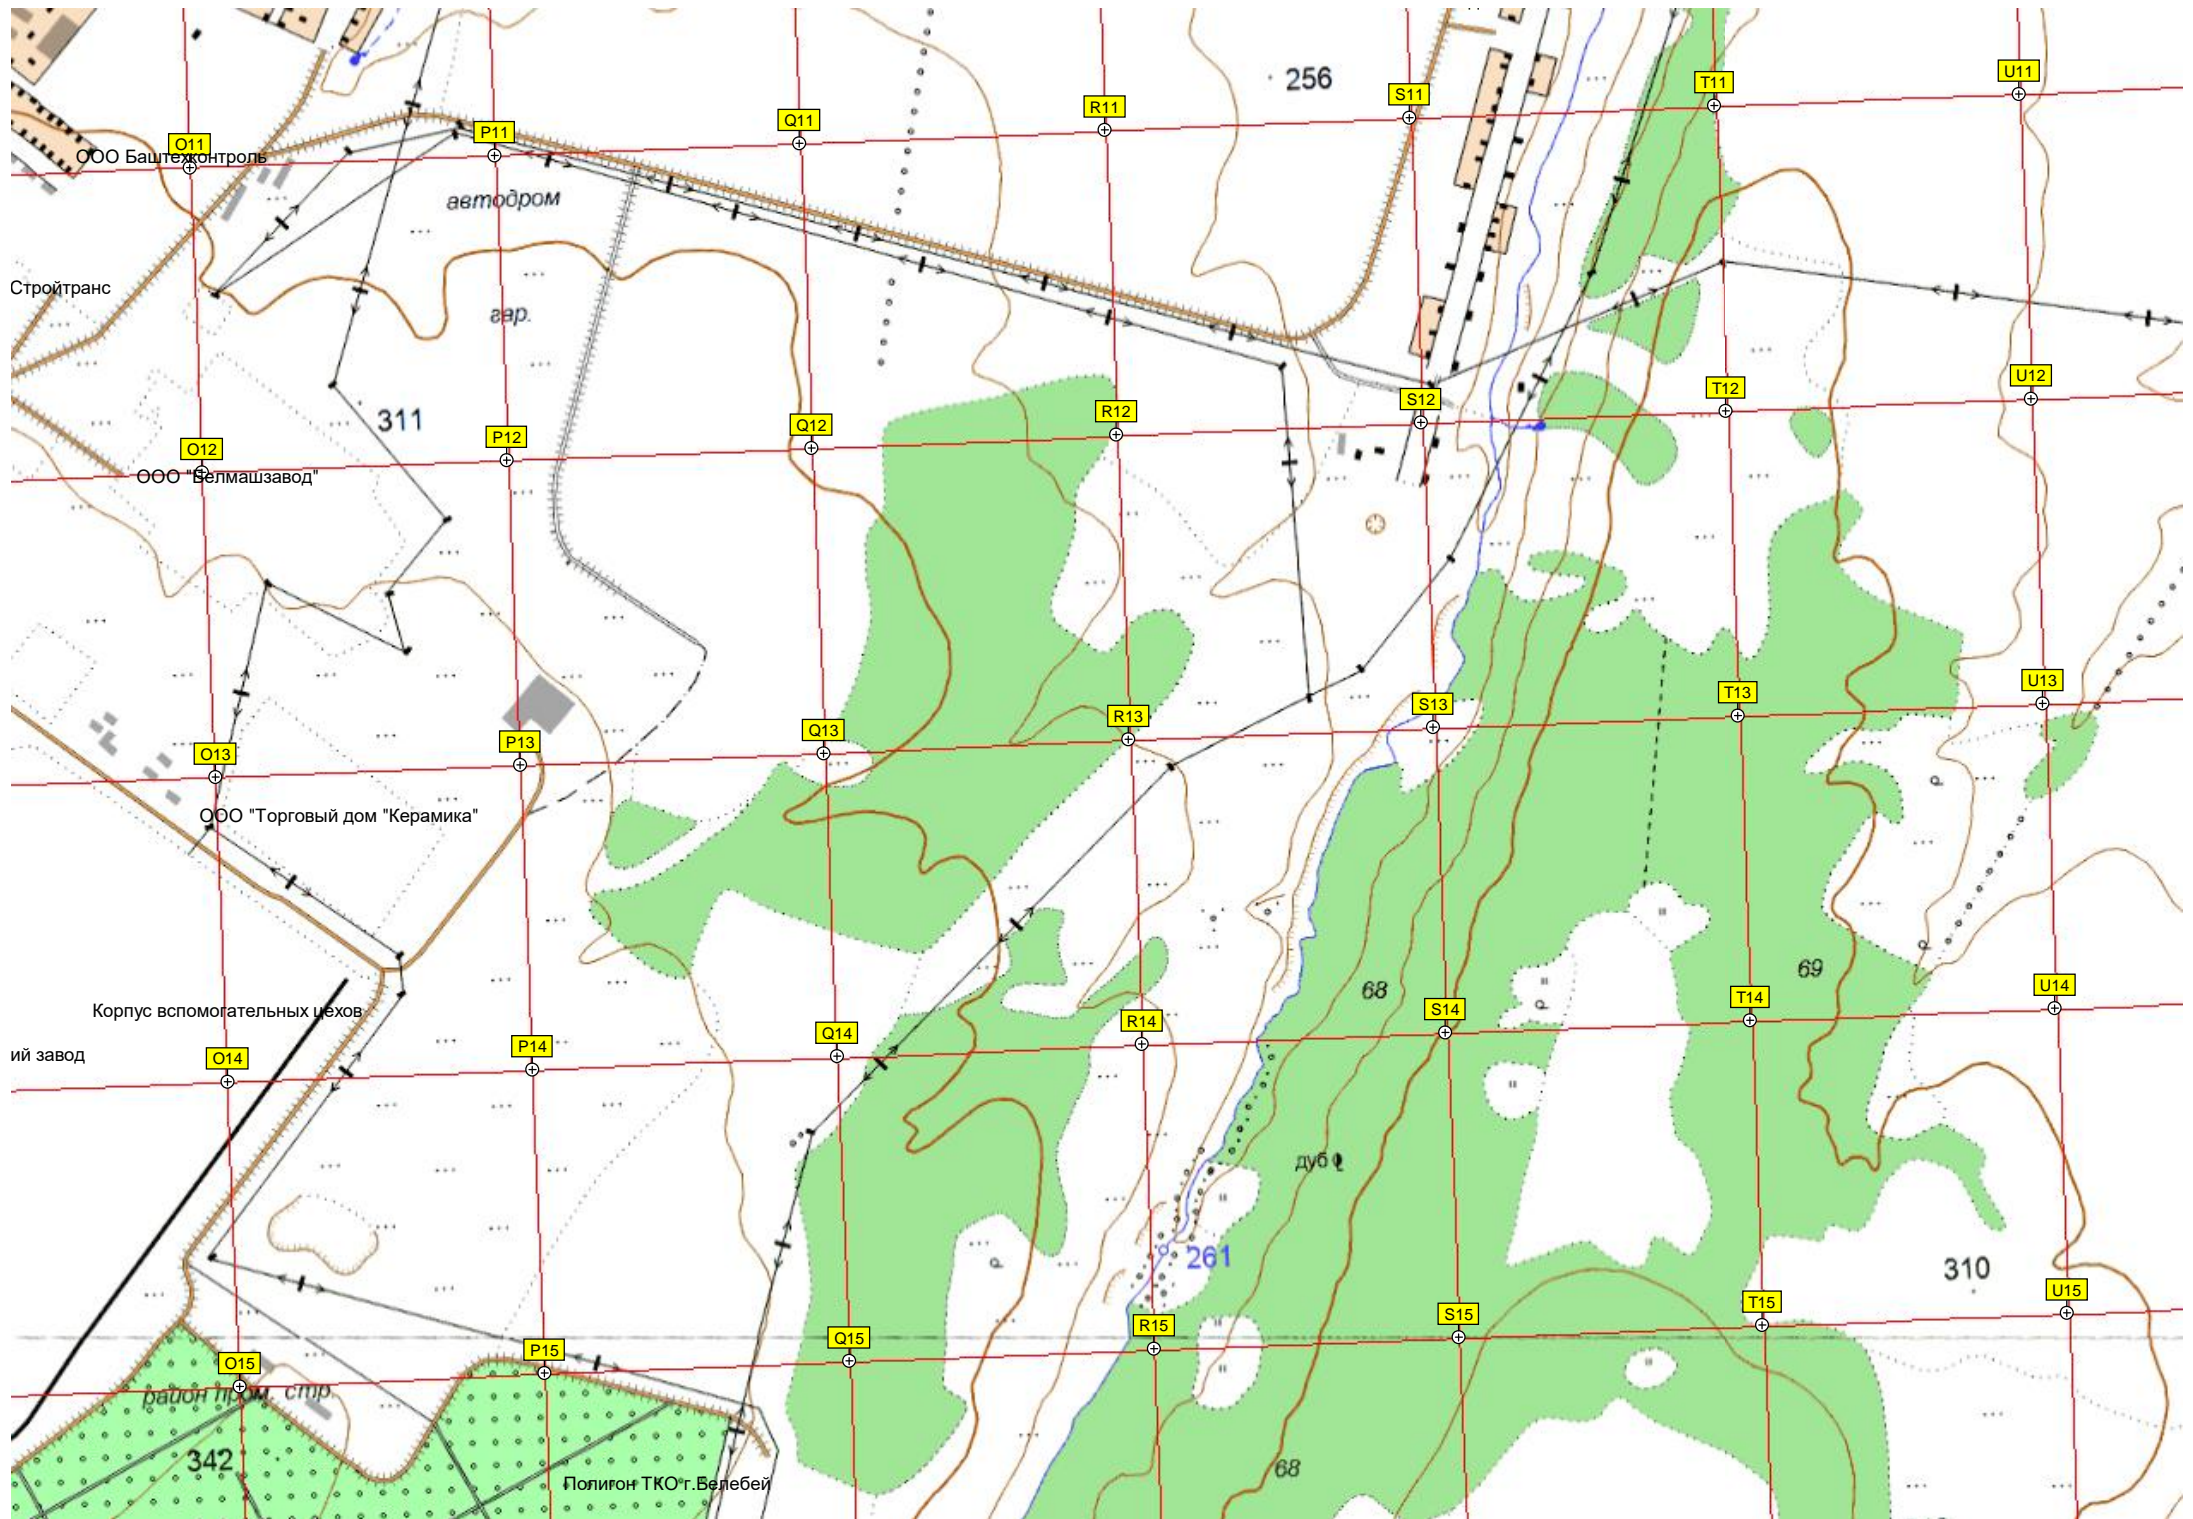 256
U11
T11
S11
R11
Q11
P11
O11
ООО Баштехконтроль
автодром
Стройтранс
гар.
311
U12
T12
S12
R12
Q12
P12
O12
ООО "Белмашзавод"
U13
T13
S13
R13
Q13
P13
O13
ООО "Торговый дом "Керамика"
69
68
U14
T14
S14
R14
Q14
P14
O14
Корпус вспомогательных цехов
ий завод
дуб
261
310
U15
T15
S15
R15
Q15
P15
O15
район пром. стр.
342
68
Полигон ТКО г.Белебей